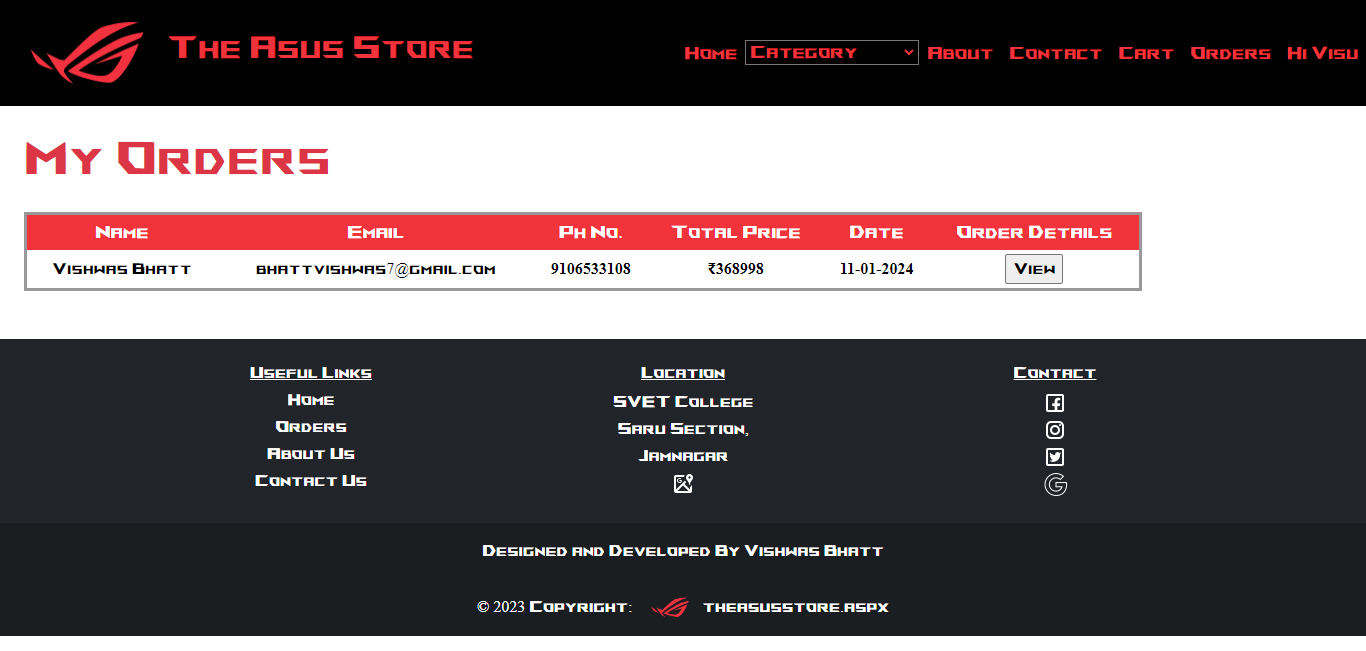 The Asus Store
Home Category About Contact Cart Orders Hi Visu
My Orders
Name Email Ph No. Total Price Date Order Details
Vishwas Bhatt bhattvishwas7@gmail.com 9106533108 ₹368998 11-01-2024 View
Useful Links Location Contact
Home SVET College
Orders Saru Section,
About Us Jamnagar
Contact Us
Designed and Developed By Vishwas Bhatt
© 2023 Copyright: theasusstore.aspx